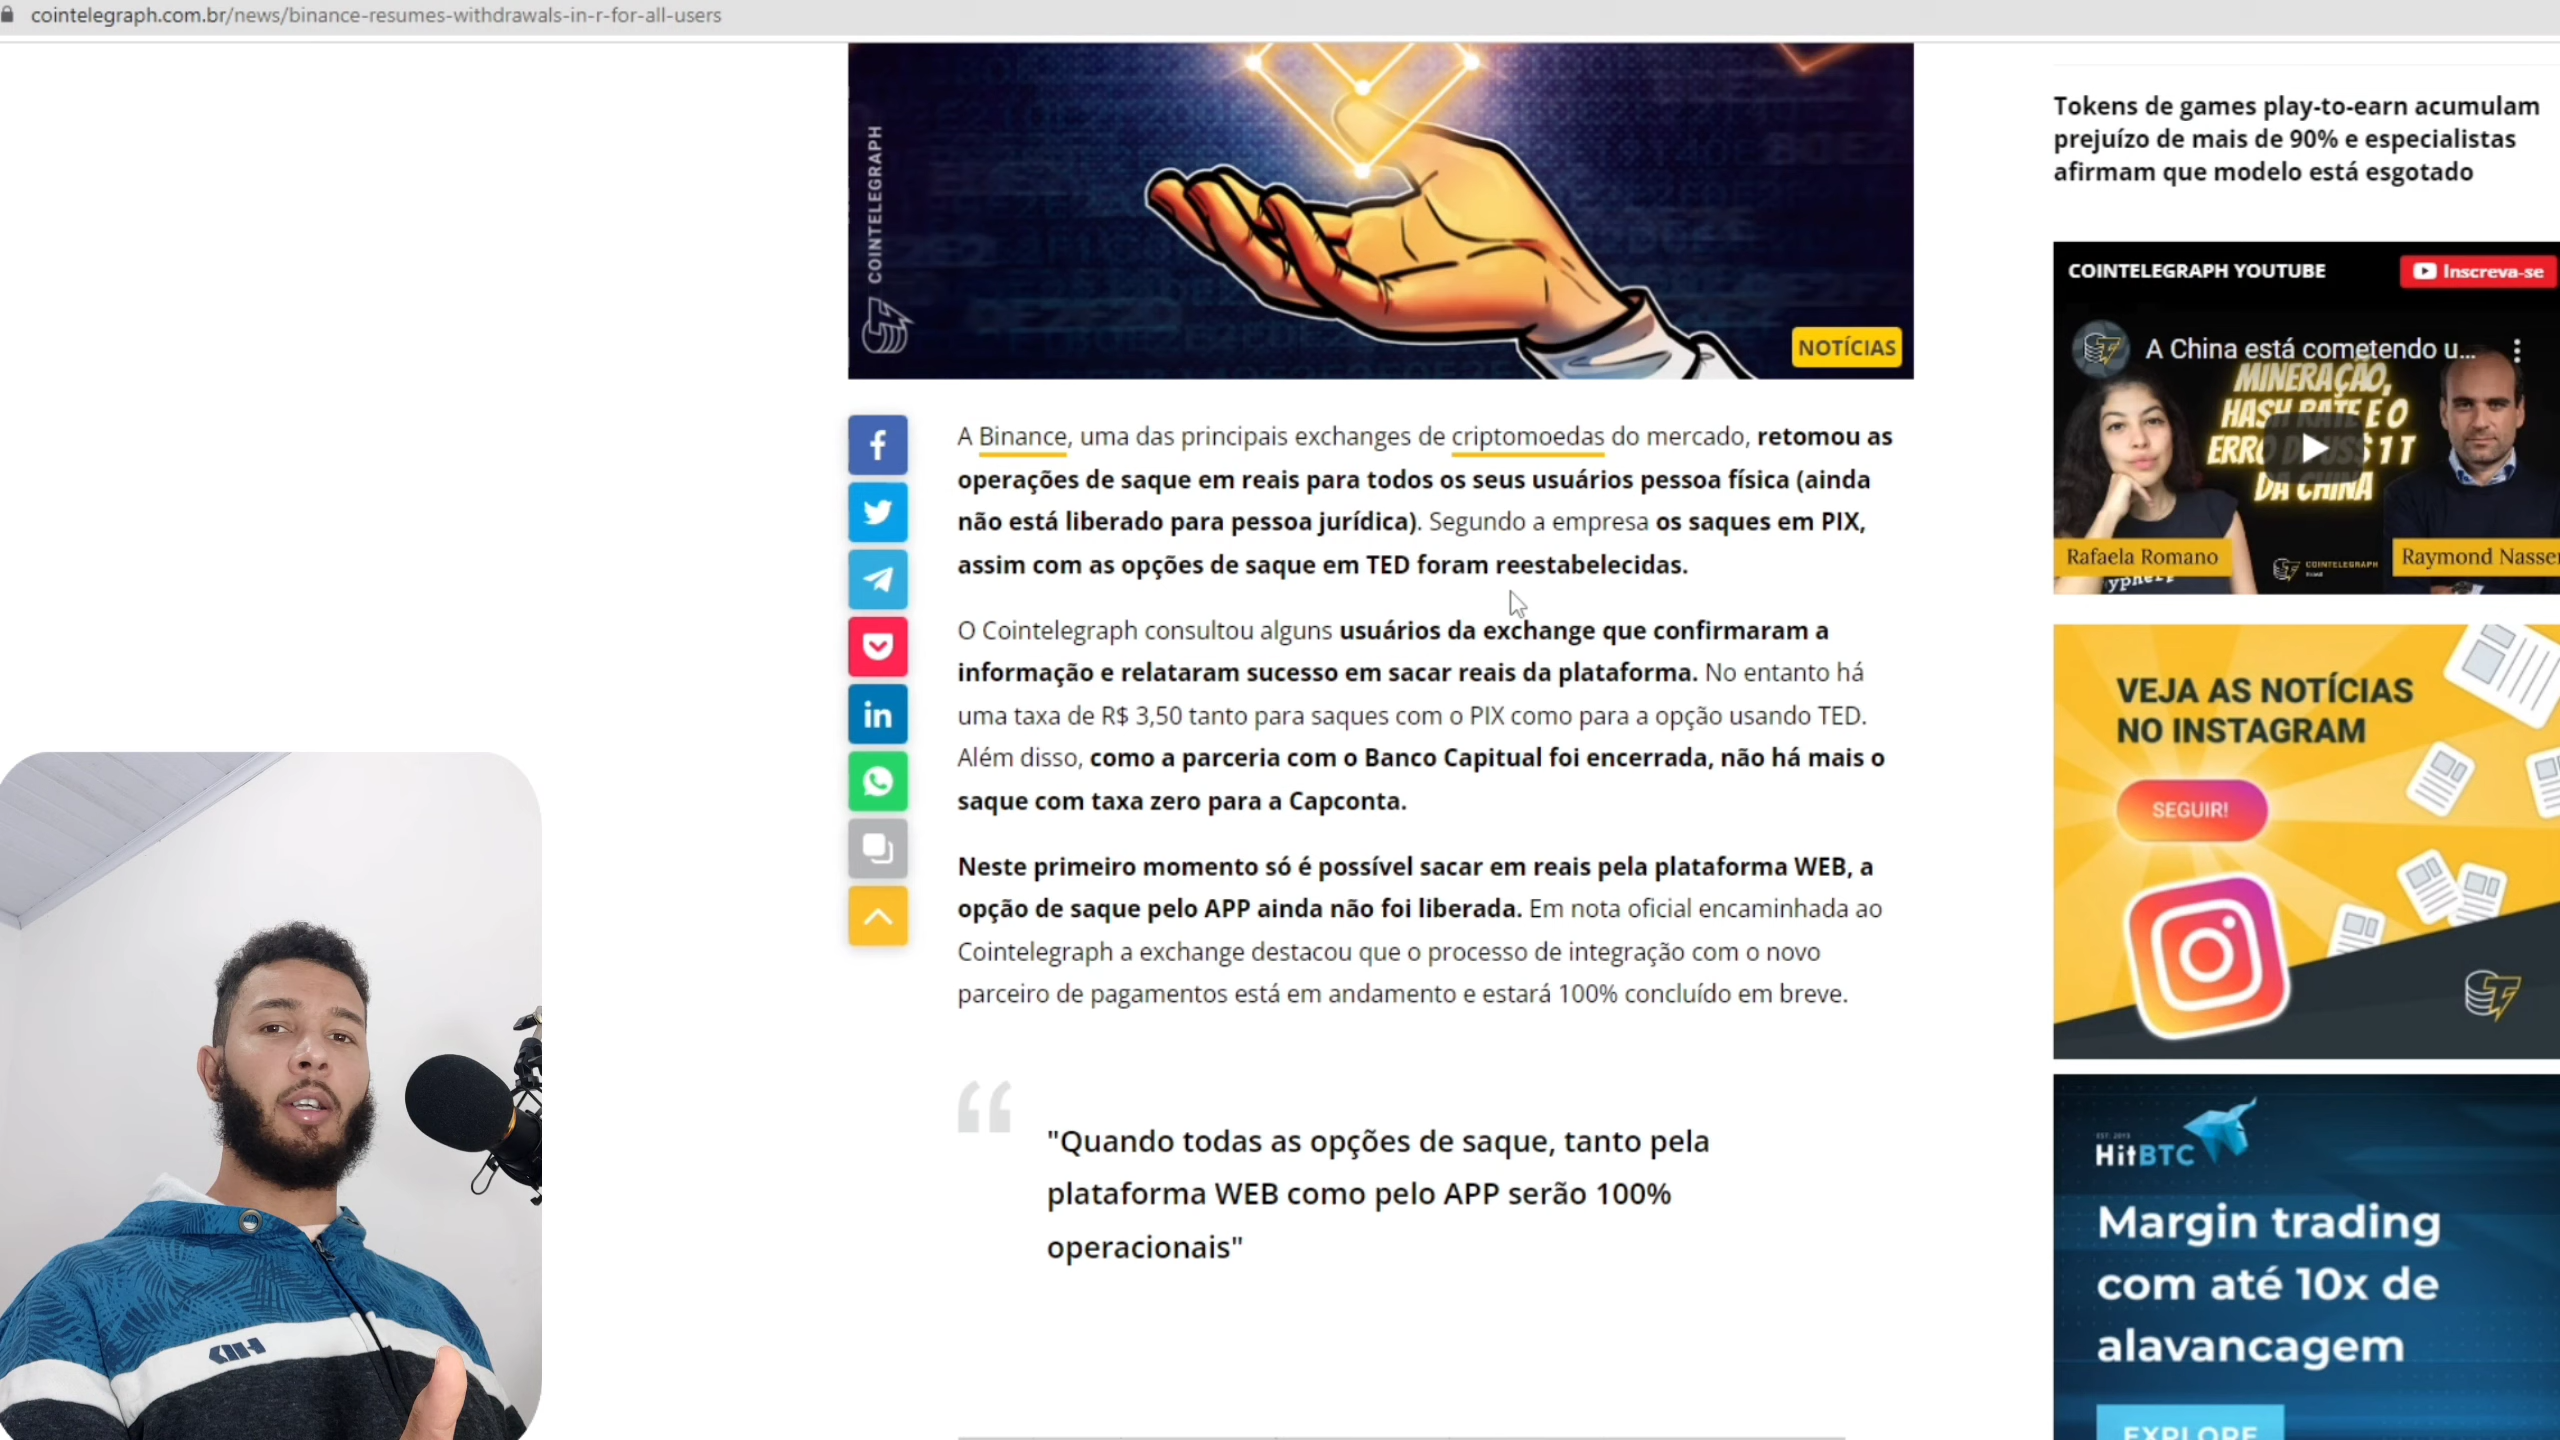 cointelegraph.com.br/news/binance-resumes-withdrawals-in-r-for-all-users
COINTELEGRAPH
NOTÍCIAS
A Binance, uma das principais exchanges de criptomoedas do mercado, retomou as
operações de saque em reais para todos os seus usuários pessoa física (ainda
não está liberado para pessoa jurídica). Segundo a empresa os saques em PIX,
assim com as opções de saque em TED foram reestabelecidas.
O Cointelegraph consultou alguns usuários da exchange que confirmaram a
informação e relataram sucesso em sacar reais da plataforma. No entanto há
uma taxa de R$ 3,50 tanto para saques com o PIX como para a opção usando TED.
Além disso, como a parceria com o Banco Capitual foi encerrada, não há mais o
saque com taxa zero para a Capconta.
Neste primeiro momento só é possível sacar em reais pela plataforma WEB, a
opção de saque pelo APP ainda não foi liberada. Em nota oficial encaminhada ao
Cointelegraph a exchange destacou que o processo de integração com o novo
parceiro de pagamentos está em andamento e estará 100% concluído em breve.
"Quando todas as opções de saque, tanto pela
plataforma WEB como pelo APP serão 100%
operacionais"
Tokens de games play-to-earn acumulam
prejuízo de mais de 90% e especialistas
afirmam que modelo está esgotado
COINTELEGRAPH YOUTUBE
Inscreva-se
A China está cometendo u...
MINERAÇÃO,
HASH RATE E O
ERRO 1 T
DA CHINA
Rafaela Romano
COINTELEGRAPH
Raymond Nasser
VEJA AS NOTÍCIAS
NO INSTAGRAM
SEGUIR!
HitBTC
Margin trading
com até 10x de
alavancagem
EXPLORE